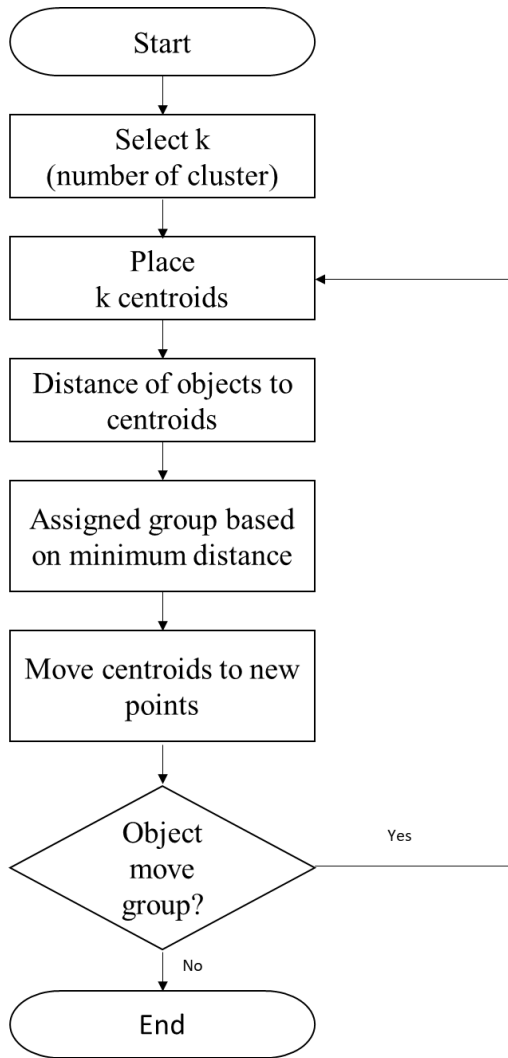 Start
Select k
(number of cluster)
Place
k centroids
Distance of objects to
centroids
Assigned group based
on minimum distance
Move centroids to new
points
Object
move
group?
Yes
No
End